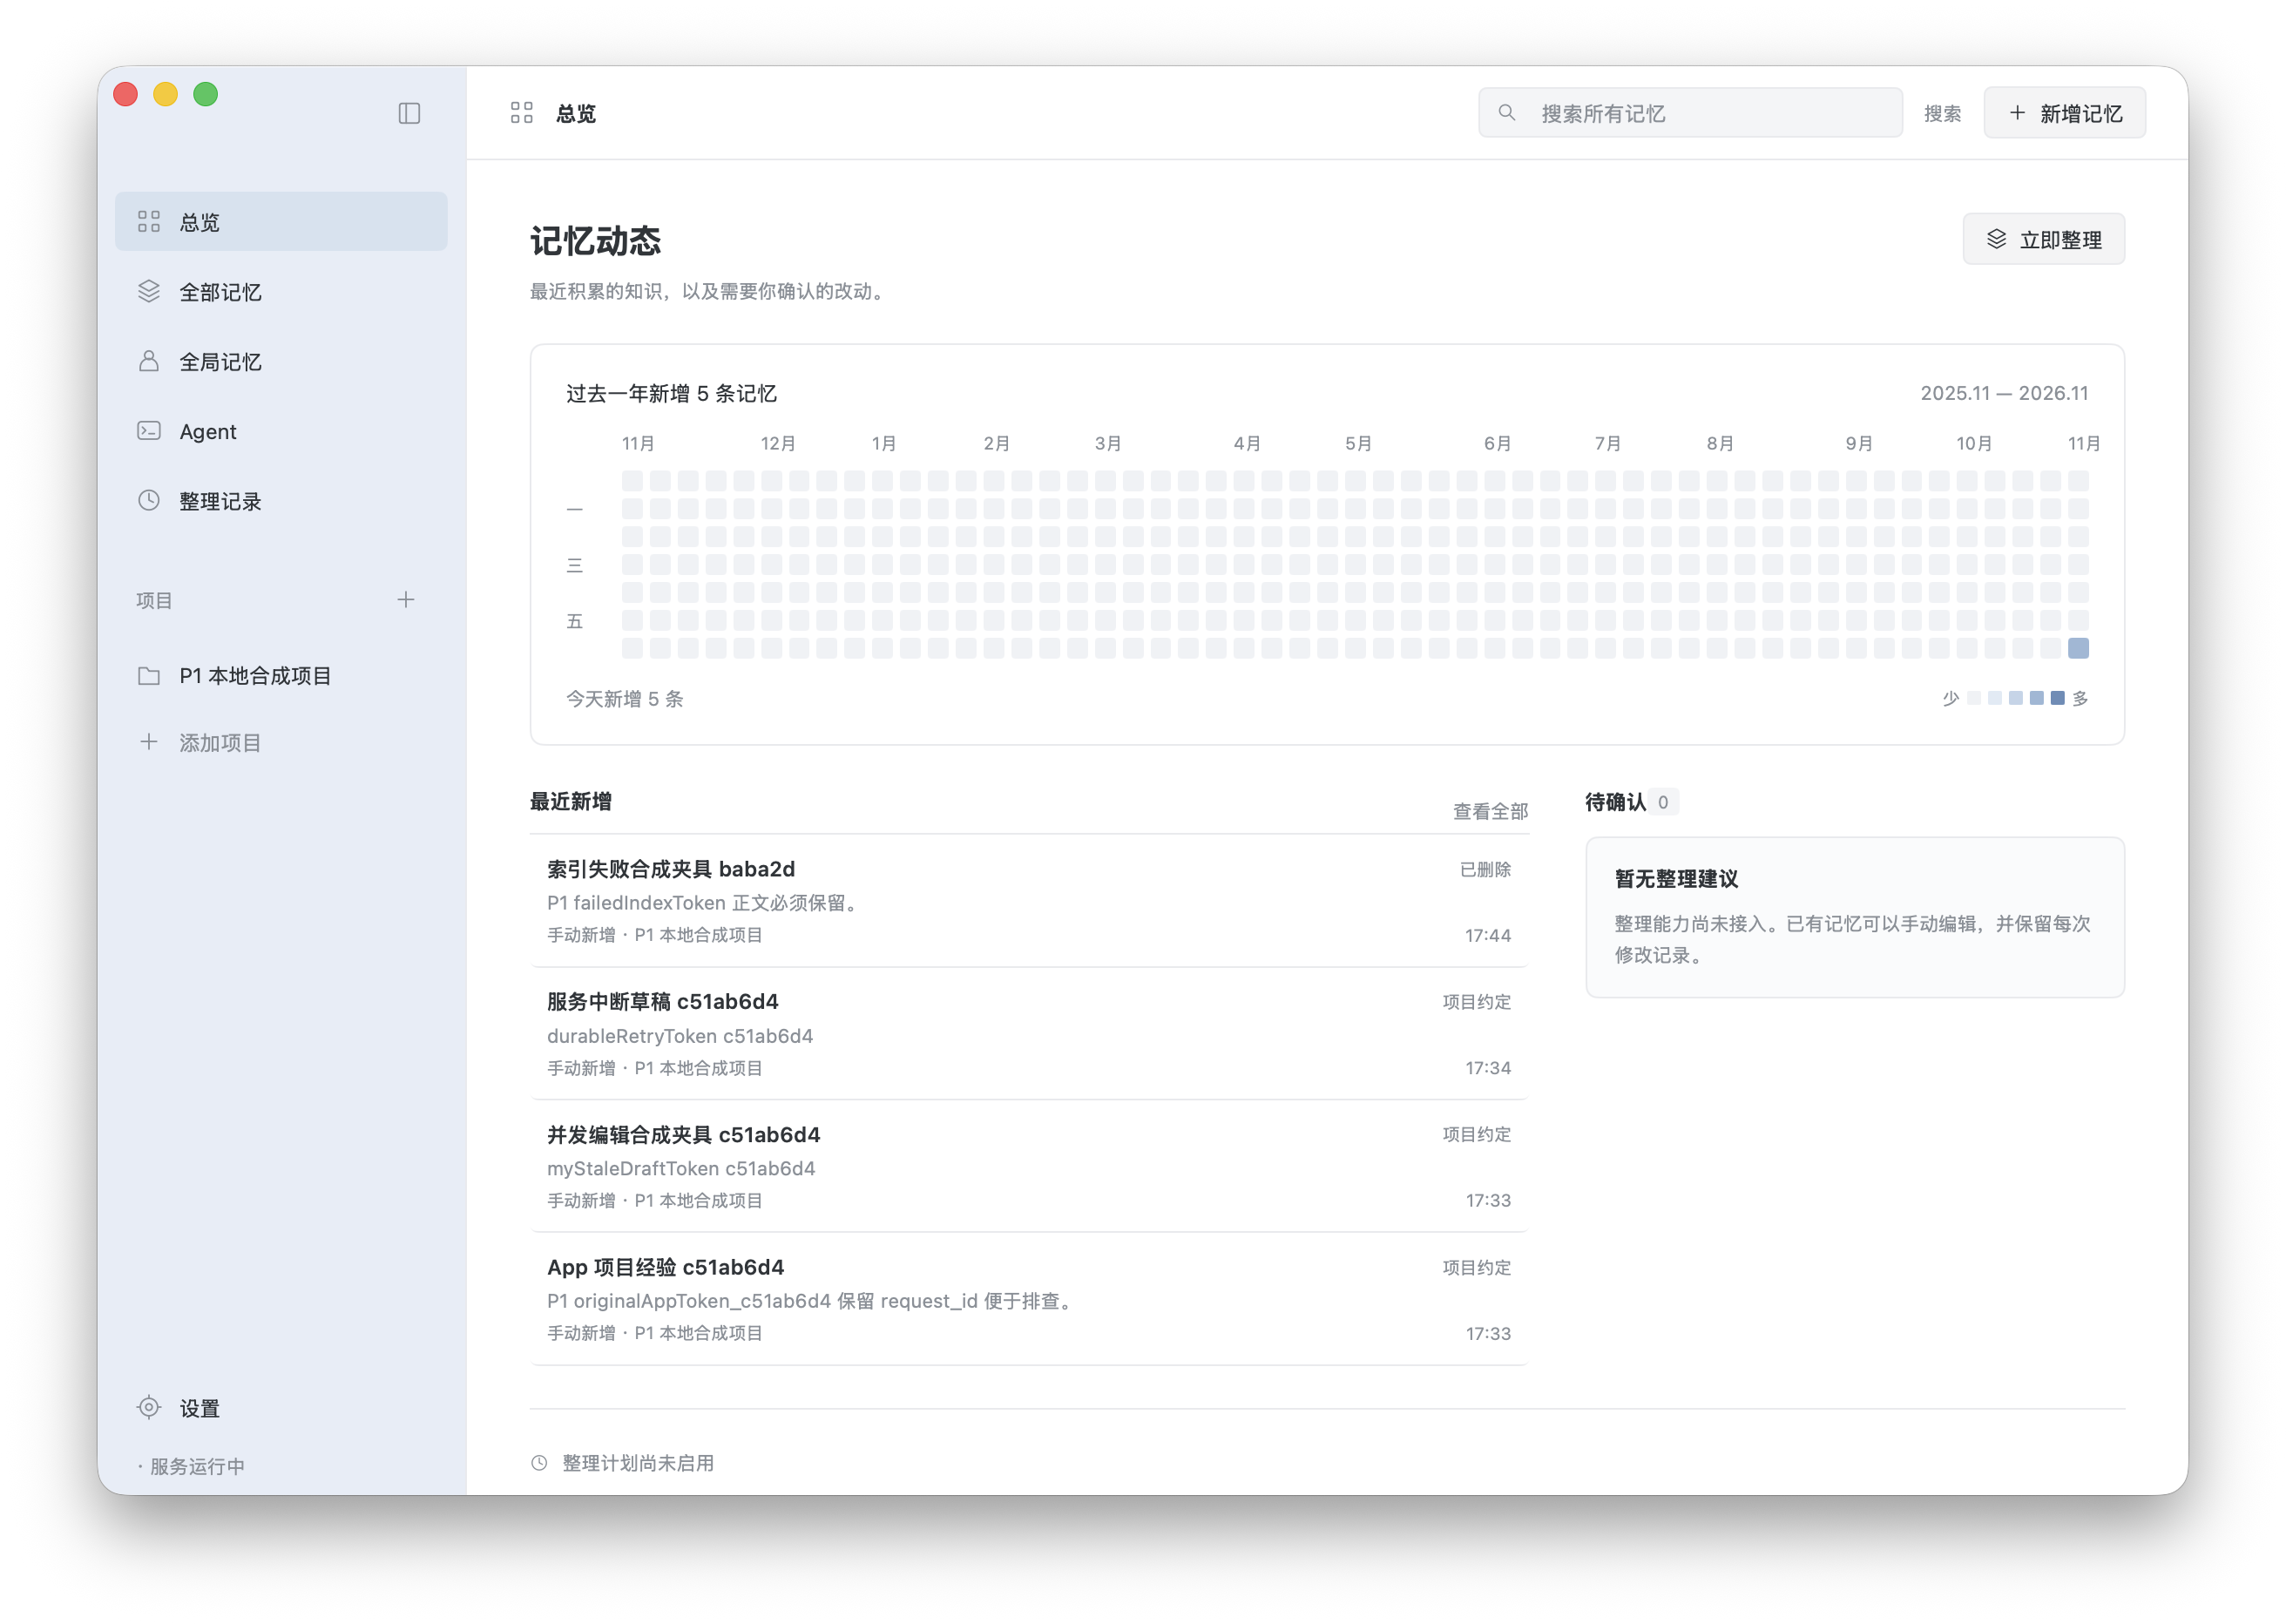 总览
搜索所有记忆
搜索
新增记忆
总览
全部记忆
全局记忆
Agent
整理记录
项目
P1 本地合成项目
添加项目
设置
· 服务运行中
记忆动态
立即整理
最近积累的知识，以及需要你确认的改动。
过去一年新增 5 条记忆
2025.11 — 2026.11
11月 12月 1月 2月 3月 4月 5月 6月 7月 8月 9月 10月 11月
一
三
五
今天新增 5 条
少 多
最近新增
查看全部
索引失败合成夹具 baba2d
已删除
P1 failedIndexToken 正文必须保留。
手动新增 · P1 本地合成项目
17:44
服务中断草稿 c51ab6d4
项目约定
durableRetryToken c51ab6d4
手动新增 · P1 本地合成项目
17:34
并发编辑合成夹具 c51ab6d4
项目约定
myStaleDraftToken c51ab6d4
手动新增 · P1 本地合成项目
17:33
App 项目经验 c51ab6d4
项目约定
P1 originalAppToken_c51ab6d4 保留 request_id 便于排查。
手动新增 · P1 本地合成项目
17:33
待确认 0
暂无整理建议
整理能力尚未接入。已有记忆可以手动编辑，并保留每次
修改记录。
整理计划尚未启用